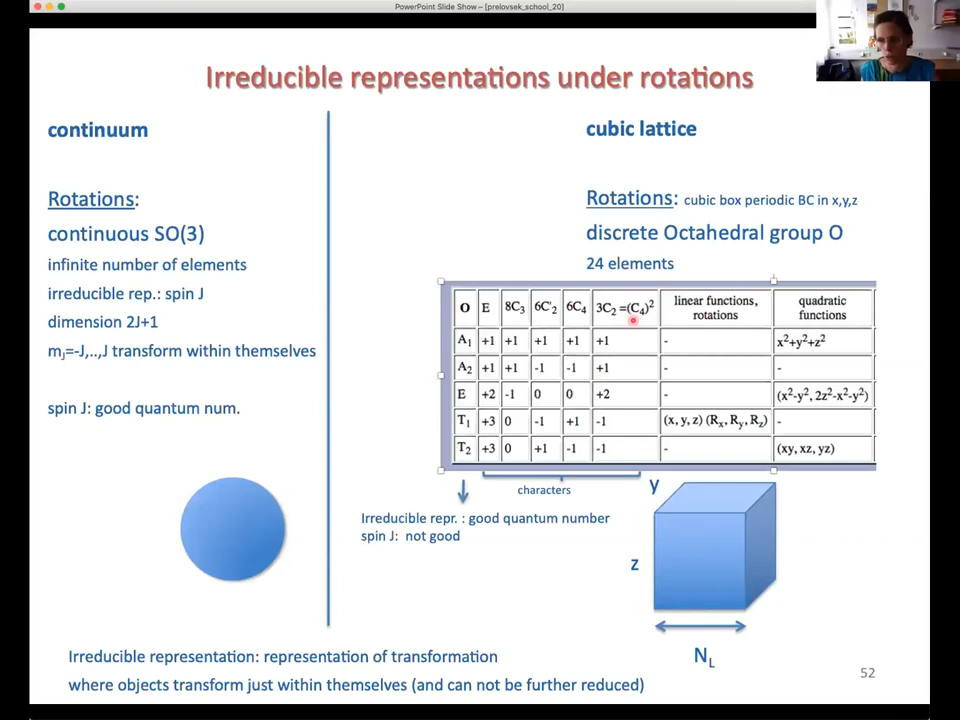 PowerPoint Slide Show – [prelovsek_school_20]
Irreducible representations under rotations
continuum
Rotations:
continuous SO(3)
infinite number of elements
irreducible rep.: spin J
dimension 2J+1
mJ=-J,..,J transform within themselves
spin J: good quantum num.
cubic lattice
Rotations: cubic box periodic BC in x,y,z
discrete Octahedral group O
24 elements
O E 8C3 6C'2 6C4 3C2 =(C4)² linear functions, rotations quadratic functions
A1 +1 +1 +1 +1 +1 - x²+y²+z²
A2 +1 +1 -1 -1 +1 - -
E +2 -1 0 0 +2 - (x²-y², 2z²-x²-y²)
T1 +3 0 -1 +1 -1 (x, y, z) (Rx, Ry, Rz) -
T2 +3 0 +1 -1 -1 - (xy, xz, yz)
characters
Irreducible repr. : good quantum number
spin J: not good
y
z
NL
Irreducible representation: representation of transformation
where objects transform just within themselves (and can not be further reduced)
52